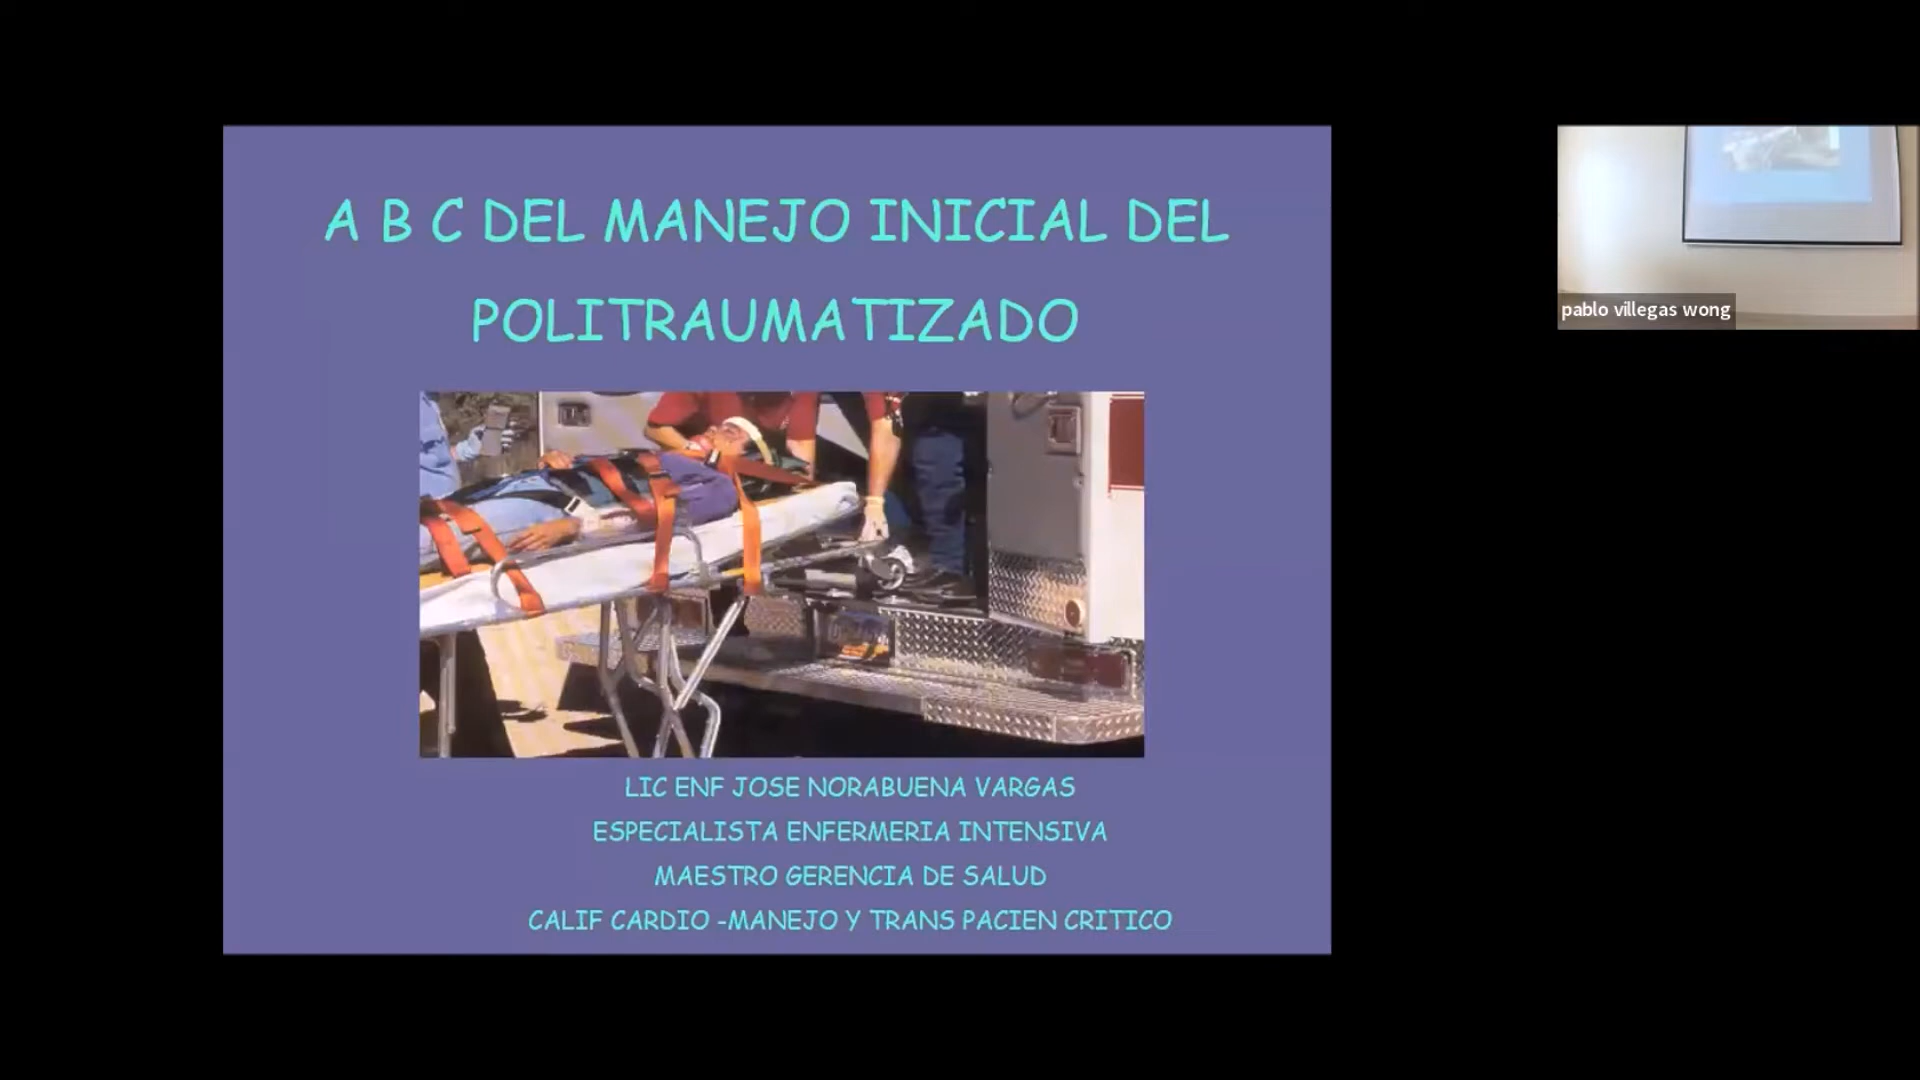 A B C DEL MANEJO INICIAL DEL
POLITRAUMATIZADO
LIC ENF JOSE NORABUENA VARGAS
ESPECIALISTA ENFERMERIA INTENSIVA
MAESTRO GERENCIA DE SALUD
CALIF CARDIO -MANEJO Y TRANS PACIEN CRITICO
pablo villegas wong